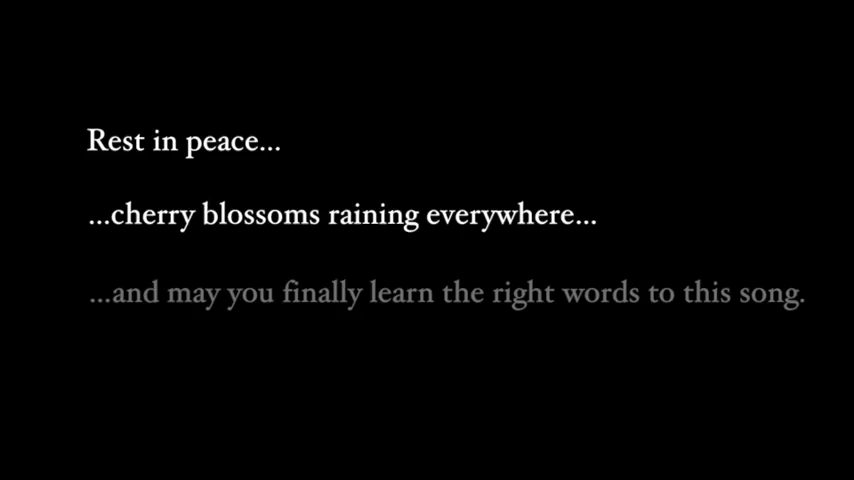 Rest in peace...
...cherry blossoms raining everywhere...
...and may you finally learn the right words to this song.